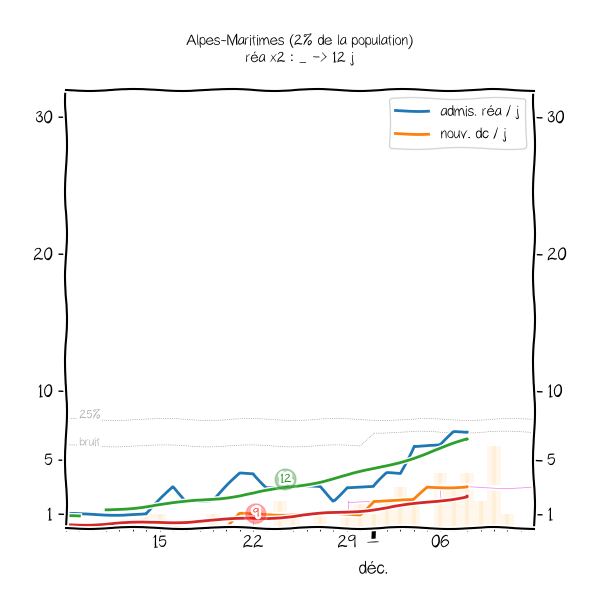 Alpes-Maritimes (2% de la population)
réa x2 : _ -> 12 j
admis. réa / j
nouv. dc / j
30 30
20 20
10 10
25%
bruit
5 5
12
9
1 1
15 22 29 06
déc.